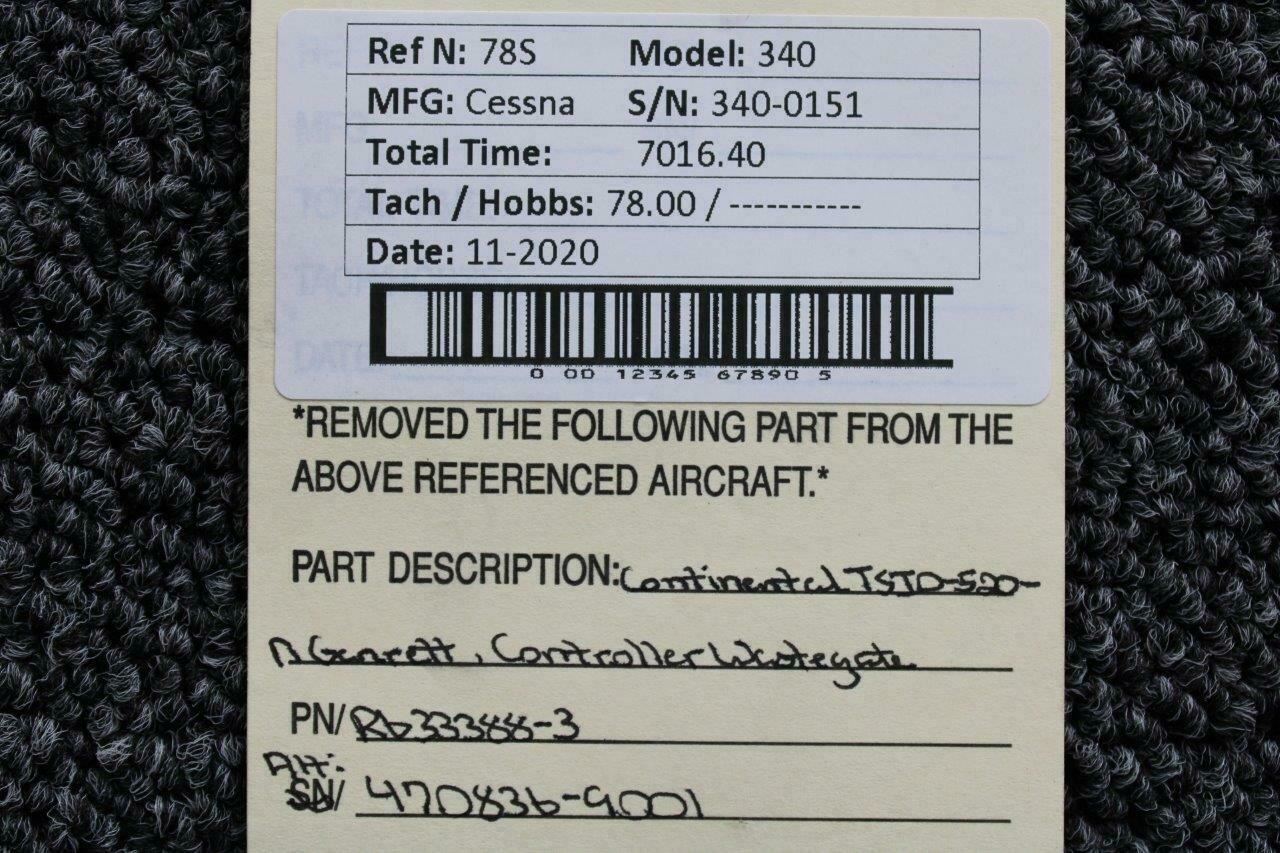 Ref N: 78S Model: 340
MFG: Cessna S/N: 340-0151
Total Time: 7016.40
Tach / Hobbs: 78.00 / -----------
Date: 11-2020
0 00 12345 67890 5
*REMOVED THE FOLLOWING PART FROM THE
ABOVE REFERENCED AIRCRAFT.*
PART DESCRIPTION: Continental TSIO-520-
N Garrett, Controller Wastegate
PN/ R633388-3
Alt:
SN/ 470836-9001